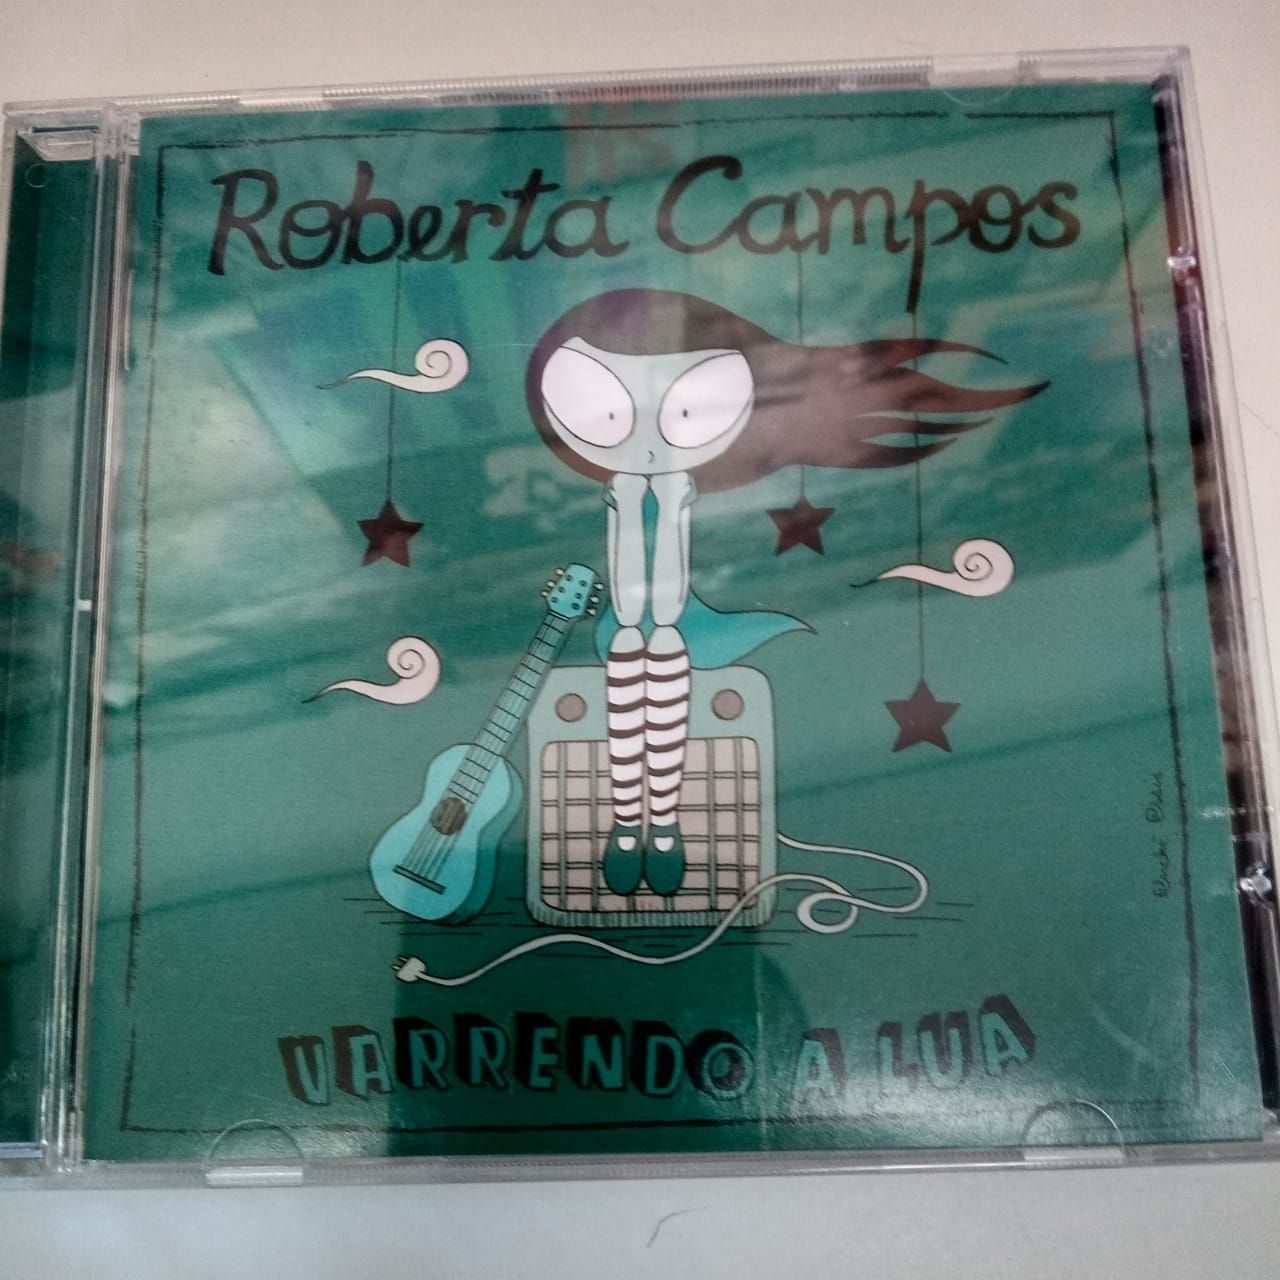 Roberta Campos
VARRENDO A LUA